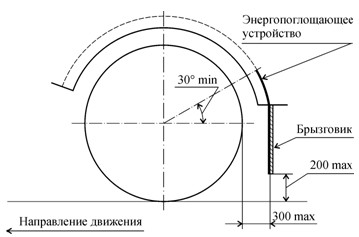 Энергопоглощающее
устройство
30° min
Брызговик
200 max
Направление движения
300 max